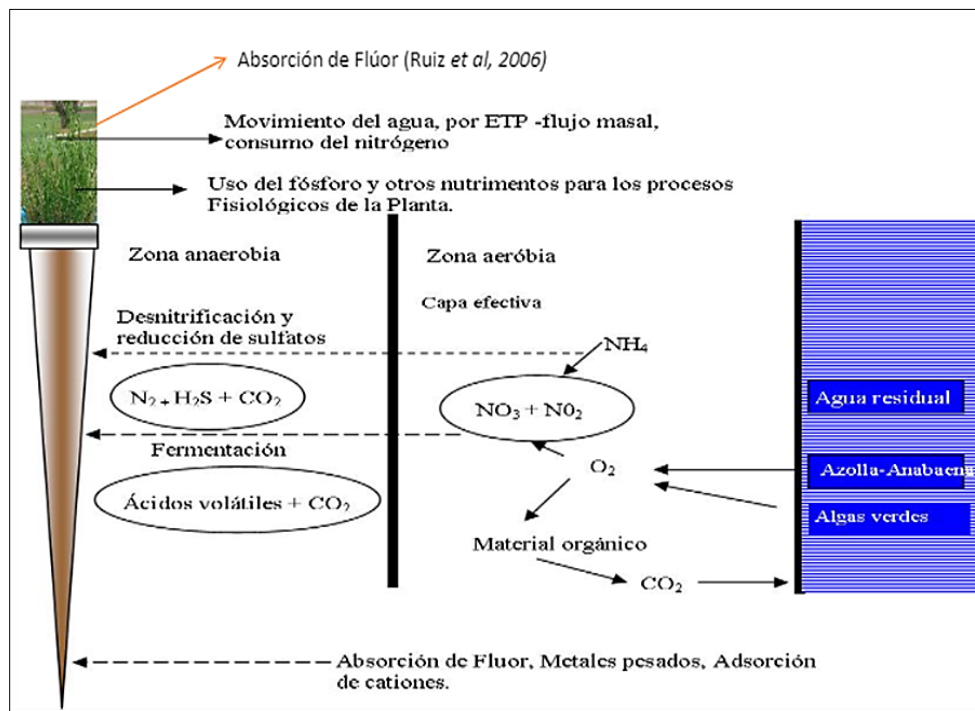 Absorción de Flúor (Ruiz et al, 2006)
Movimiento del agua, por ETP -flujo masal,
consumo del nitrógeno
Uso del fósforo y otros nutrimentos para los procesos
Fisiológicos de la Planta.
Zona anaerobia
Zona aeróbia
Capa efectiva
Desnitrificación y
reducción de sulfatos
NH₄
N₂ + H₂S + CO₂
NO₃ + N0₂
Agua residual
Fermentación
O₂
Azolla-Anabaena
Ácidos volátiles + CO₂
Algas verdes
Material orgánico
CO₂
Absorción de Fluor, Metales pesados, Adsorción
de cationes.